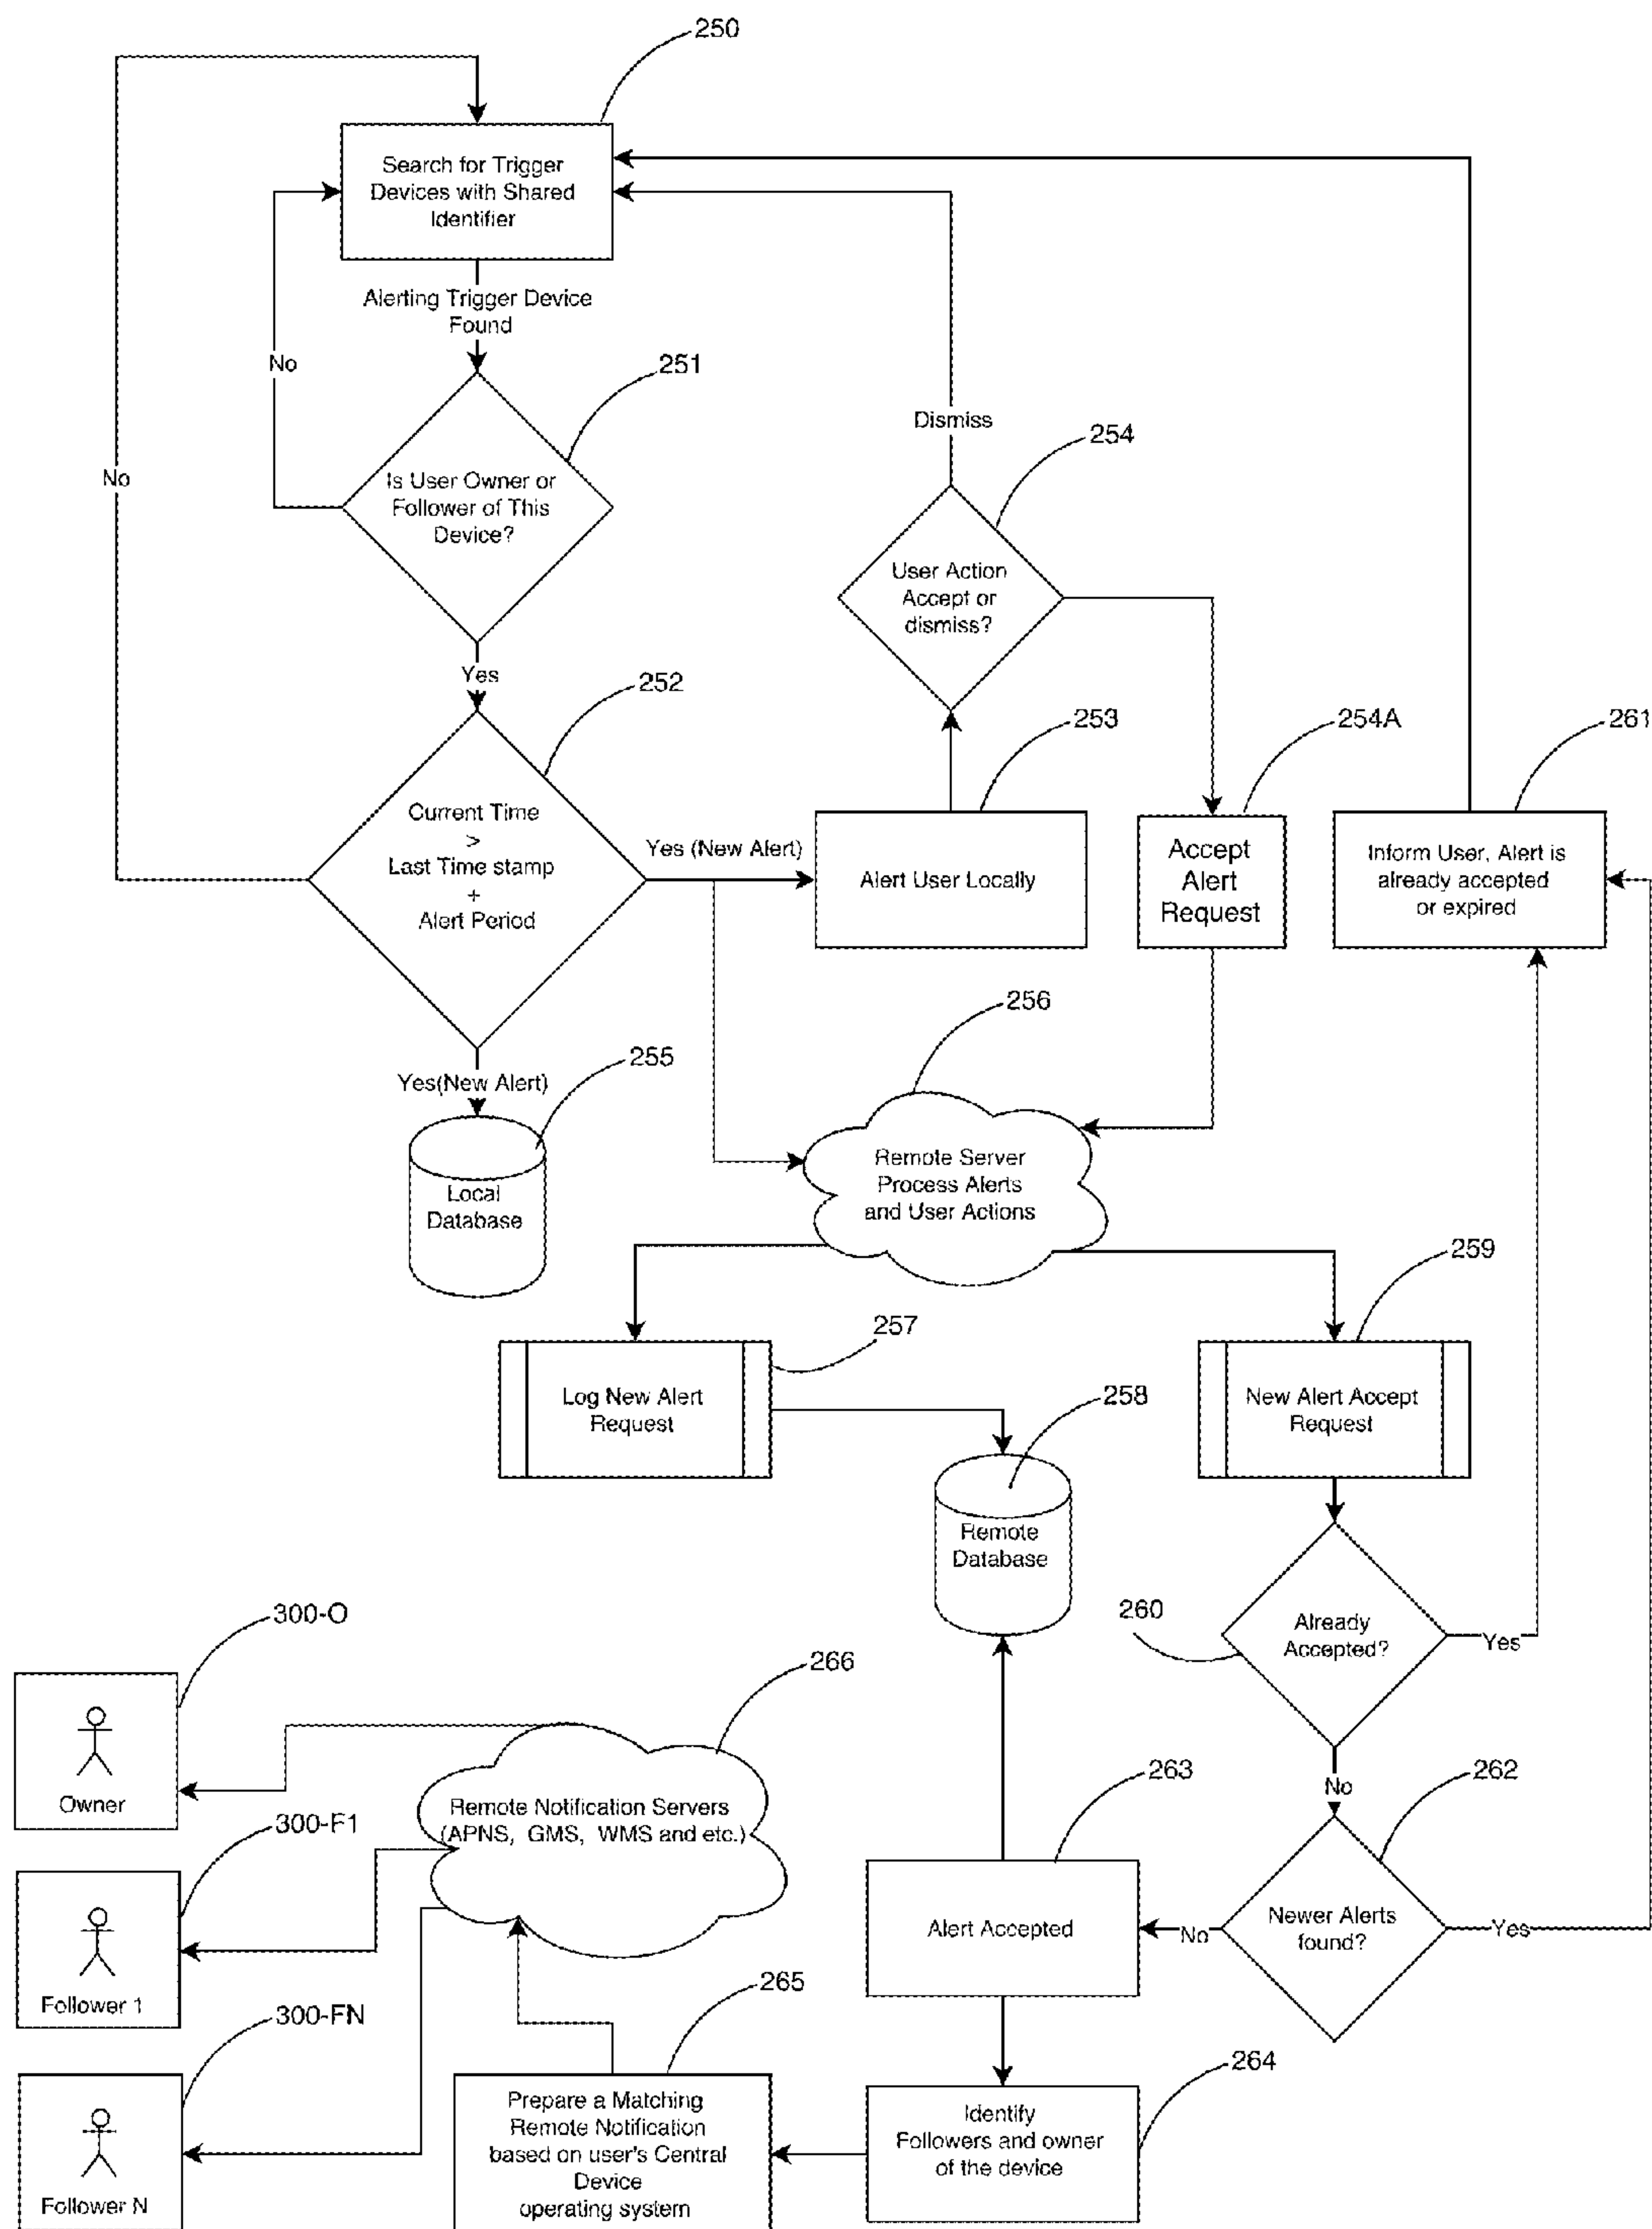 250
Search for Trigger
Devices with Shared
Identifier
Alerting Trigger Device
Found
No
251
No
Is User Owner or
Follower of This
Device?
Dismiss
254
User Action
Accept or
dismiss?
Yes
252
253
254A
261
Current Time
>
Last Time stamp
+
Alert Period
Yes (New Alert)
Alert User Locally
Accept
Alert
Request
Inform User, Alert is
already accepted
or expired
256
255
Yes(New Alert)
Local
Database
Remote Server
Process Alerts
and User Actions
259
257
Log New Alert
Request
258
New Alert Accept
Request
Remote
Database
260
Already
Accepted?
Yes
300-O
266
Owner
No
263
262
Remote Notification Servers
(APNS, GMS, WMS and etc.)
300-F1
Alert Accepted
No
Newer Alerts
found?
Yes
265
Follower 1
300-FN
264
Prepare a Matching
Remote Notification
based on user's Central
Device
operating system
Identify
Followers and owner
of the device
Follower N